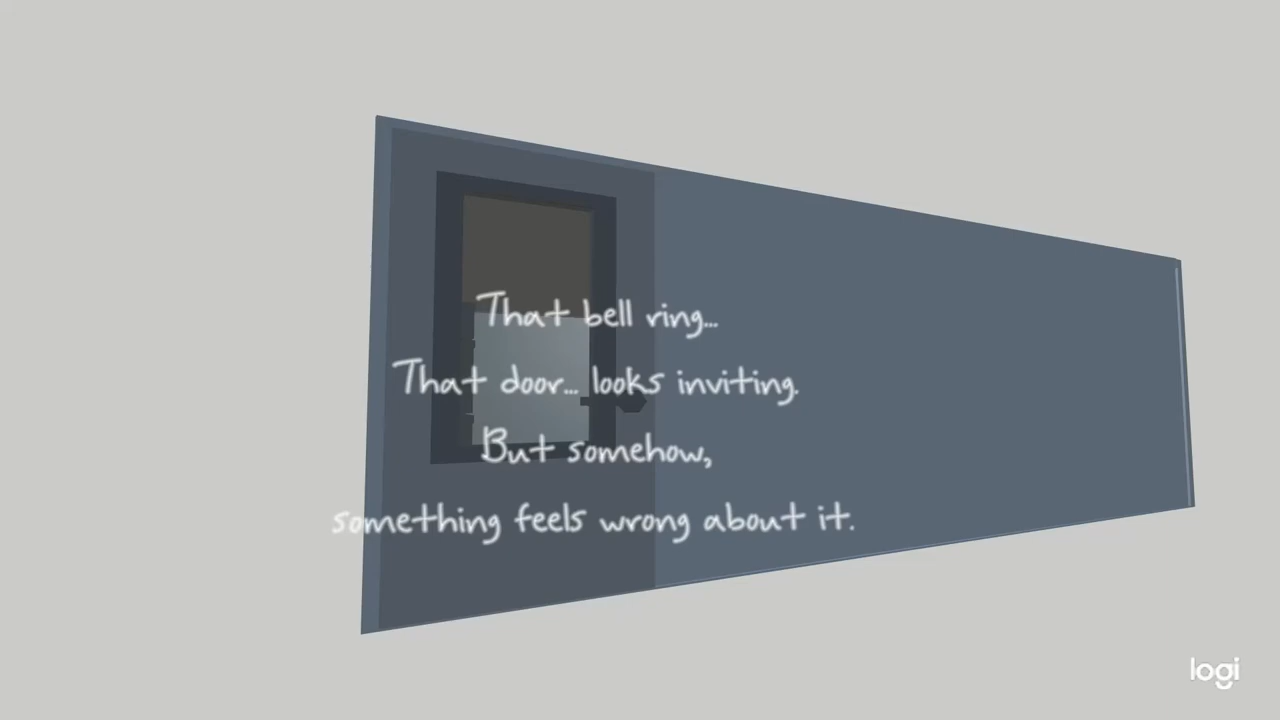 That bell ring...
That door... looks inviting.
But somehow,
something feels wrong about it.
logi